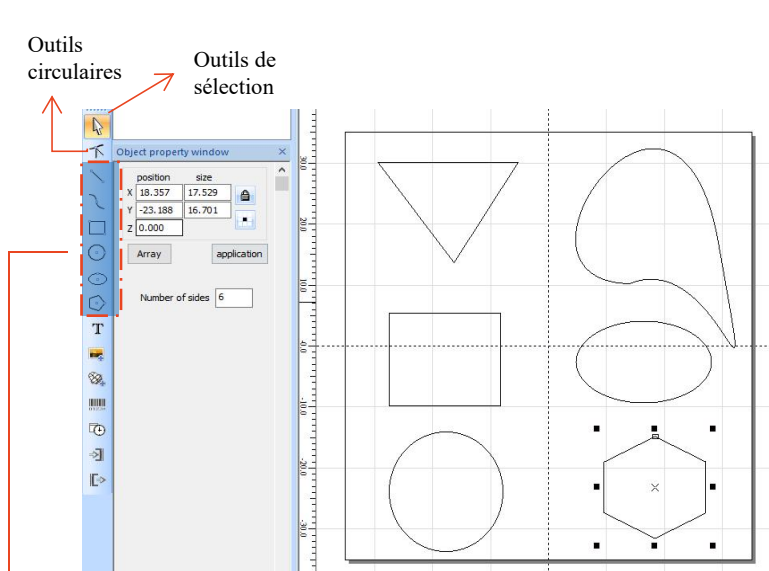 Outils
circulaires
Outils de
sélection
Object property window
position size
X 18.357 17.529
Y -23.188 16.701
Z 0.000
Array application
Number of sides 6
T
30.0
20.0
10.0
-0.0
-10.0
-20.0
-30.0